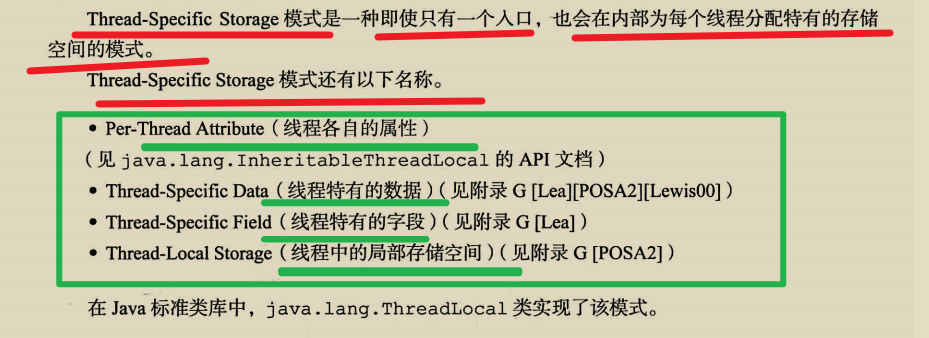 Thread-Specific Storage 模式是一种即使只有一个入口，也会在内部为每个线程分配特有的存储
空间的模式。
Thread-Specific Storage 模式还有以下名称。
• Per-Thread Attribute（线程各自的属性）
（见 java.lang.InheritableThreadLocal 的 API 文档）
• Thread-Specific Data（线程特有的数据）（见附录 G [Lea][POSA2][Lewis00]）
• Thread-Specific Field（线程特有的字段）（见附录 G [Lea]）
• Thread-Local Storage（线程中的局部存储空间）（见附录 G [POSA2]）
在 Java 标准类库中，java.lang.ThreadLocal 类实现了该模式。